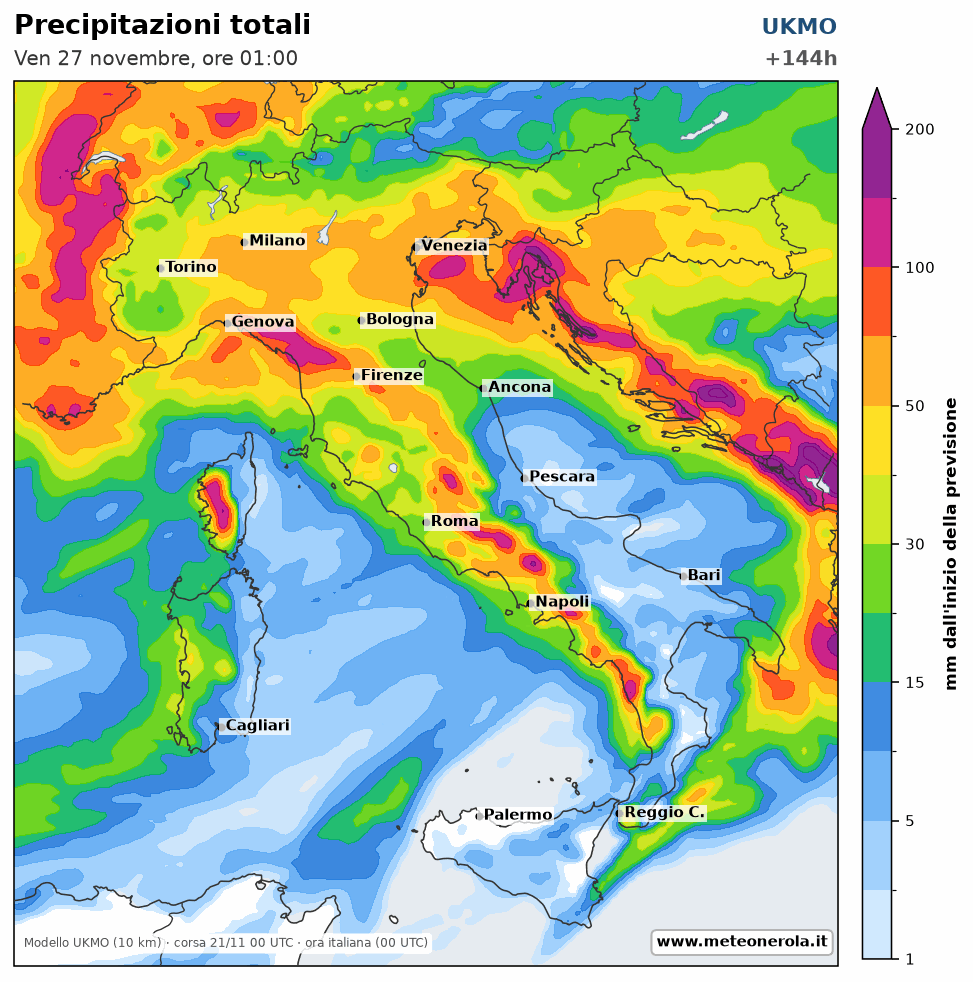 Precipitazioni totali
UKMO
Ven 27 novembre, ore 01:00
+144h
200
100
50
30
15
5
1
mm dall'inizio della previsione
Milano
Venezia
Torino
Genova
Bologna
Firenze
Ancona
Pescara
Roma
Bari
Napoli
Cagliari
Palermo
Reggio C.
Modello UKMO (10 km) · corsa 21/11 00 UTC · ora italiana (00 UTC)
www.meteonerola.it